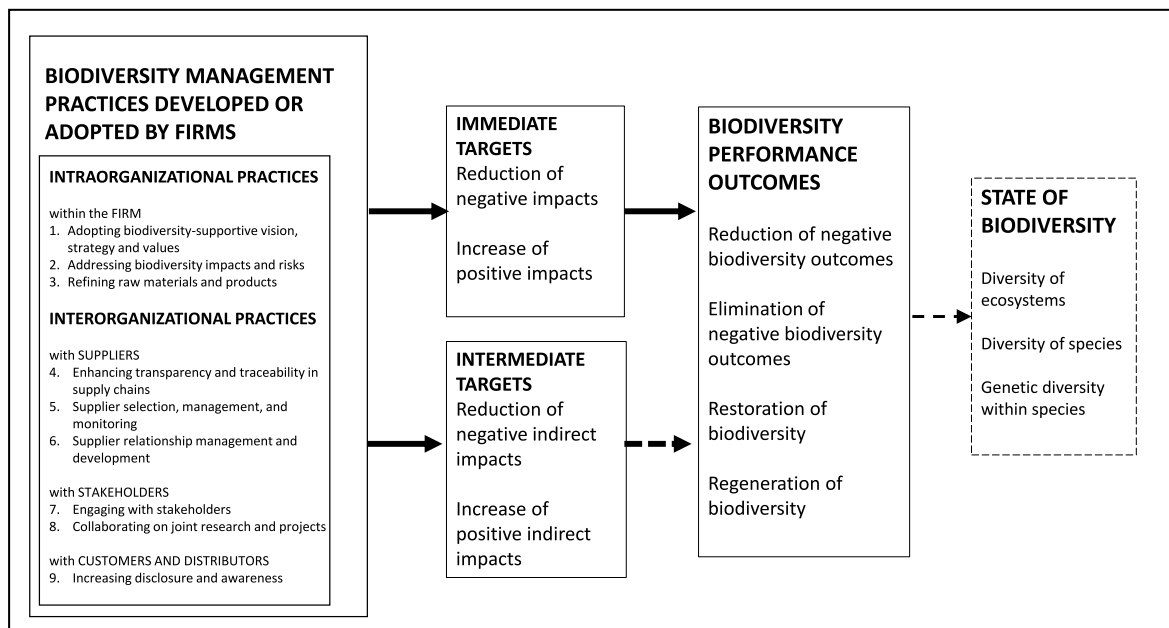 BIODIVERSITY MANAGEMENT
PRACTICES DEVELOPED OR
ADOPTED BY FIRMS
INTRAORGANIZATIONAL PRACTICES
within the FIRM
1. Adopting biodiversity-supportive vision,
strategy and values
2. Addressing biodiversity impacts and risks
3. Refining raw materials and products
INTERORGANIZATIONAL PRACTICES
with SUPPLIERS
4. Enhancing transparency and traceability in
supply chains
5. Supplier selection, management, and
monitoring
6. Supplier relationship management and
development
with STAKEHOLDERS
7. Engaging with stakeholders
8. Collaborating on joint research and projects
with CUSTOMERS AND DISTRIBUTORS
9. Increasing disclosure and awareness
IMMEDIATE
TARGETS
Reduction of
negative impacts
Increase of
positive impacts
INTERMEDIATE
TARGETS
Reduction of
negative indirect
impacts
Increase of
positive indirect
impacts
BIODIVERSITY
PERFORMANCE
OUTCOMES
Reduction of negative
biodiversity outcomes
Elimination of
negative biodiversity
outcomes
Restoration of
biodiversity
Regeneration of
biodiversity
STATE OF
BIODIVERSITY
Diversity of
ecosystems
Diversity of species
Genetic diversity
within species